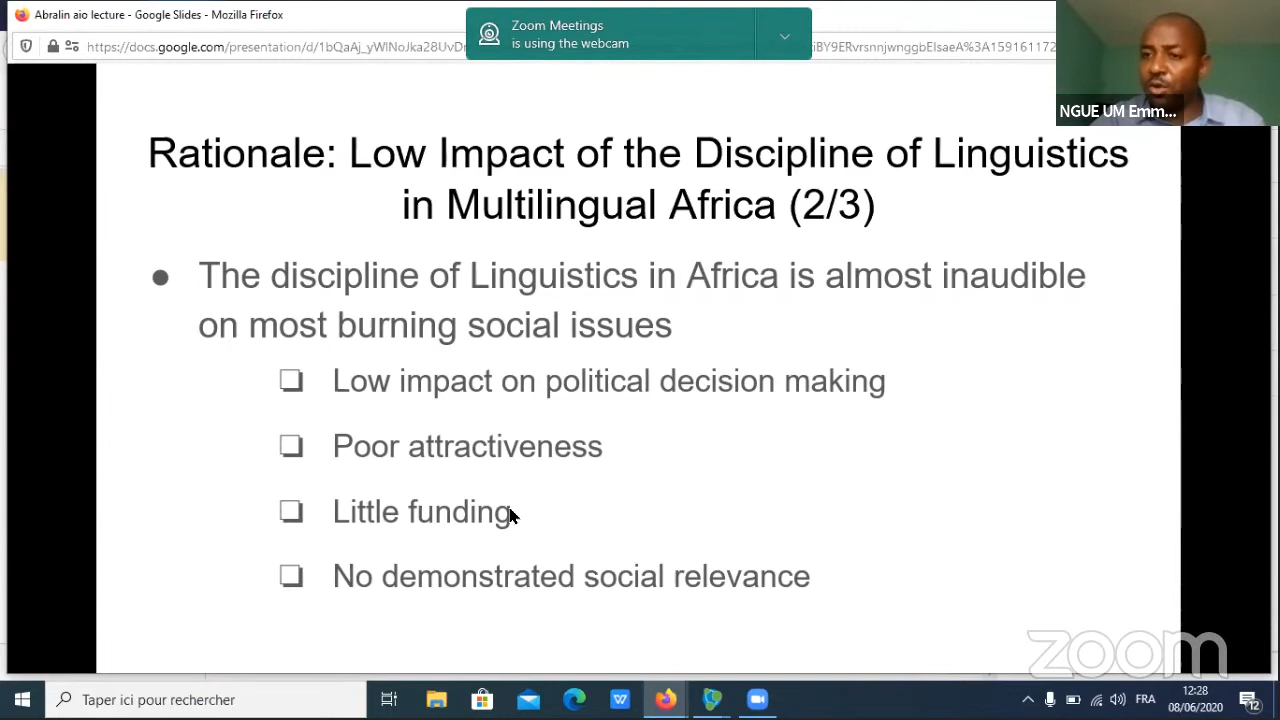 Abralin aio lecture - Google Slides - Mozilla Firefox
Zoom Meetings
is using the webcam
NGUE UM Emm...
Rationale: Low Impact of the Discipline of Linguistics
in Multilingual Africa (2/3)
● The discipline of Linguistics in Africa is almost inaudible
on most burning social issues
❏ Low impact on political decision making
❏ Poor attractiveness
❏ Little funding
❏ No demonstrated social relevance
zoom
Taper ici pour rechercher
FRA
12:28
08/06/2020
12